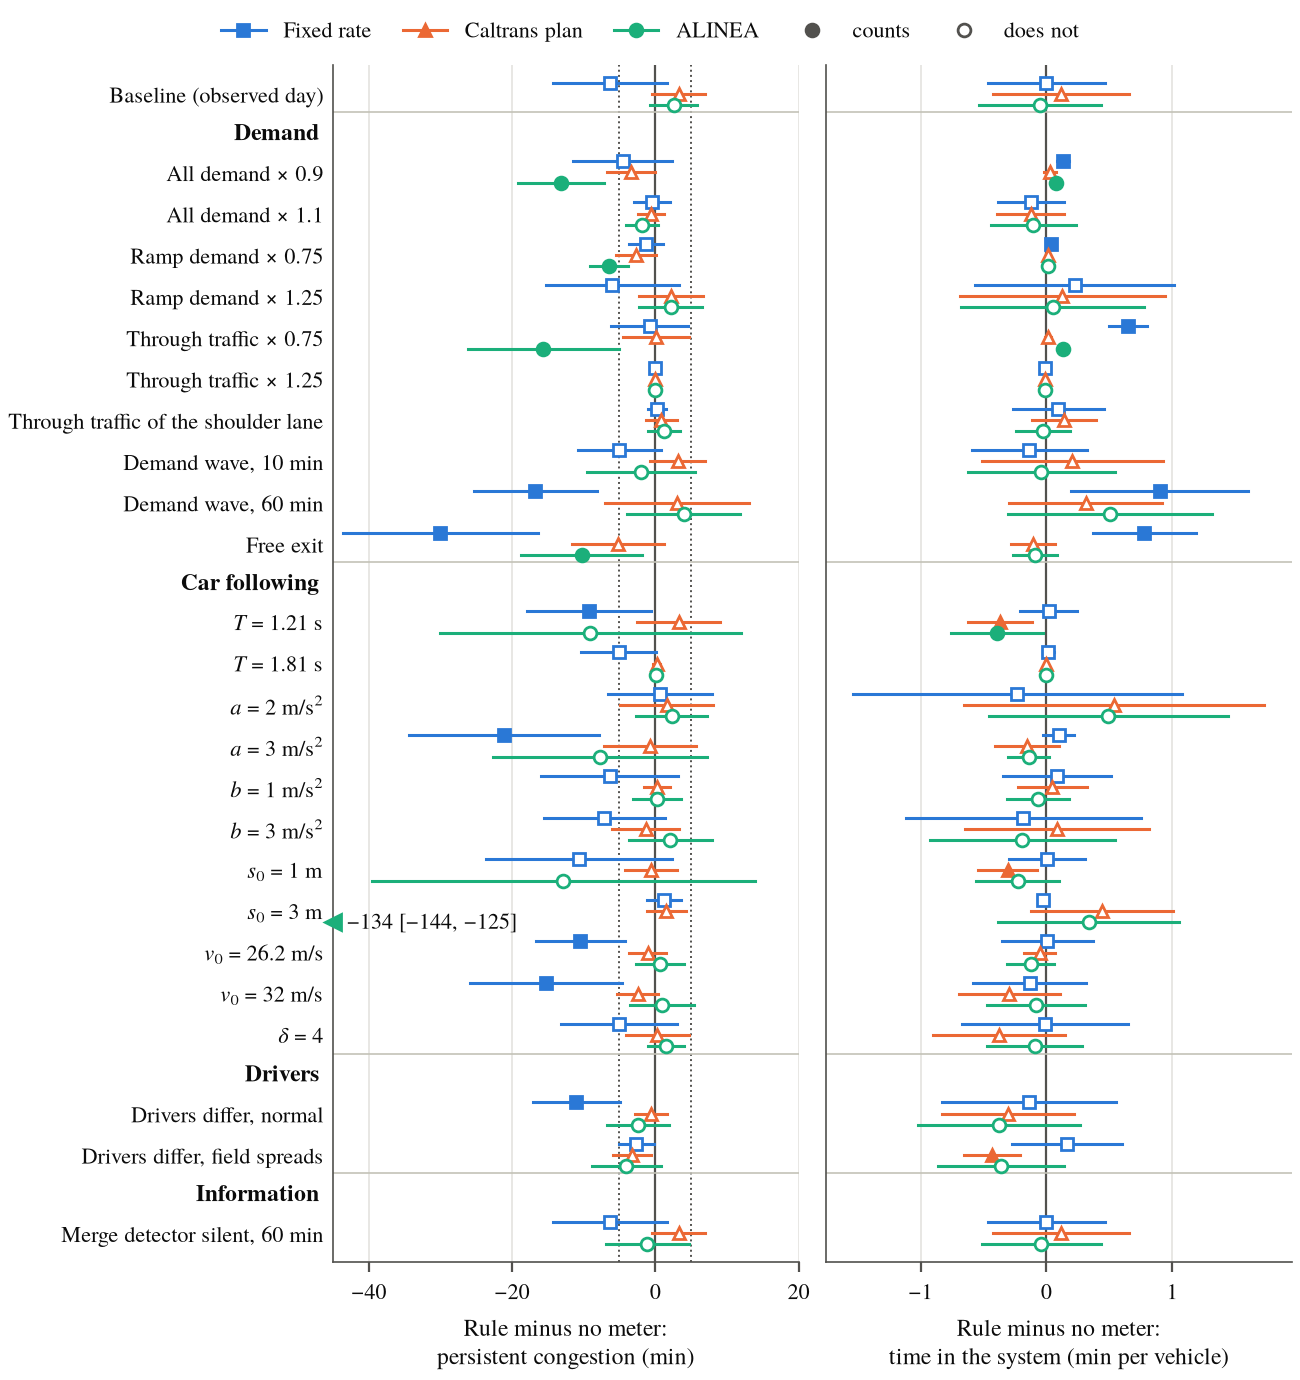 Fixed rate Caltrans plan ALINEA counts does not
Baseline (observed day)
Demand
All demand × 0.9
All demand × 1.1
Ramp demand × 0.75
Ramp demand × 1.25
Through traffic × 0.75
Through traffic × 1.25
Through traffic of the shoulder lane
Demand wave, 10 min
Demand wave, 60 min
Free exit
Car following
T = 1.21 s
T = 1.81 s
a = 2 m/s²
a = 3 m/s²
b = 1 m/s²
b = 3 m/s²
s₀ = 1 m
s₀ = 3 m
−134 [−144, −125]
v₀ = 26.2 m/s
v₀ = 32 m/s
δ = 4
Drivers
Drivers differ, normal
Drivers differ, field spreads
Information
Merge detector silent, 60 min
−40 −20 0 20
Rule minus no meter:
persistent congestion (min)
−1 0 1
Rule minus no meter:
time in the system (min per vehicle)